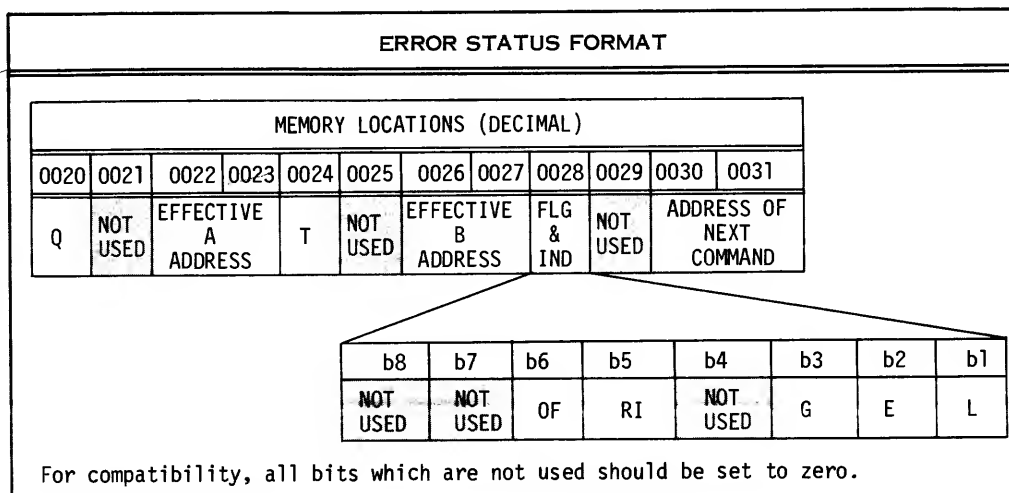 ERROR STATUS FORMAT
MEMORY LOCATIONS (DECIMAL)
0020 0021 0022 0023 0024 0025 0026 0027 0028 0029 0030 0031
Q NOT USED EFFECTIVE A ADDRESS T NOT USED EFFECTIVE B ADDRESS FLG & IND NOT USED ADDRESS OF NEXT COMMAND
b8 b7 b6 b5 b4 b3 b2 b1
NOT USED NOT USED OF RI NOT USED G E L
For compatibility, all bits which are not used should be set to zero.